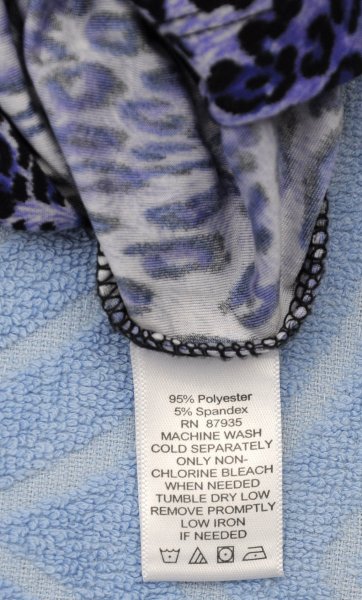 95% Polyester
5% Spandex
RN 87935
MACHINE WASH
COLD SEPARATELY
ONLY NON-
CHLORINE BLEACH
WHEN NEEDED
TUMBLE DRY LOW
REMOVE PROMPTLY
LOW IRON
IF NEEDED